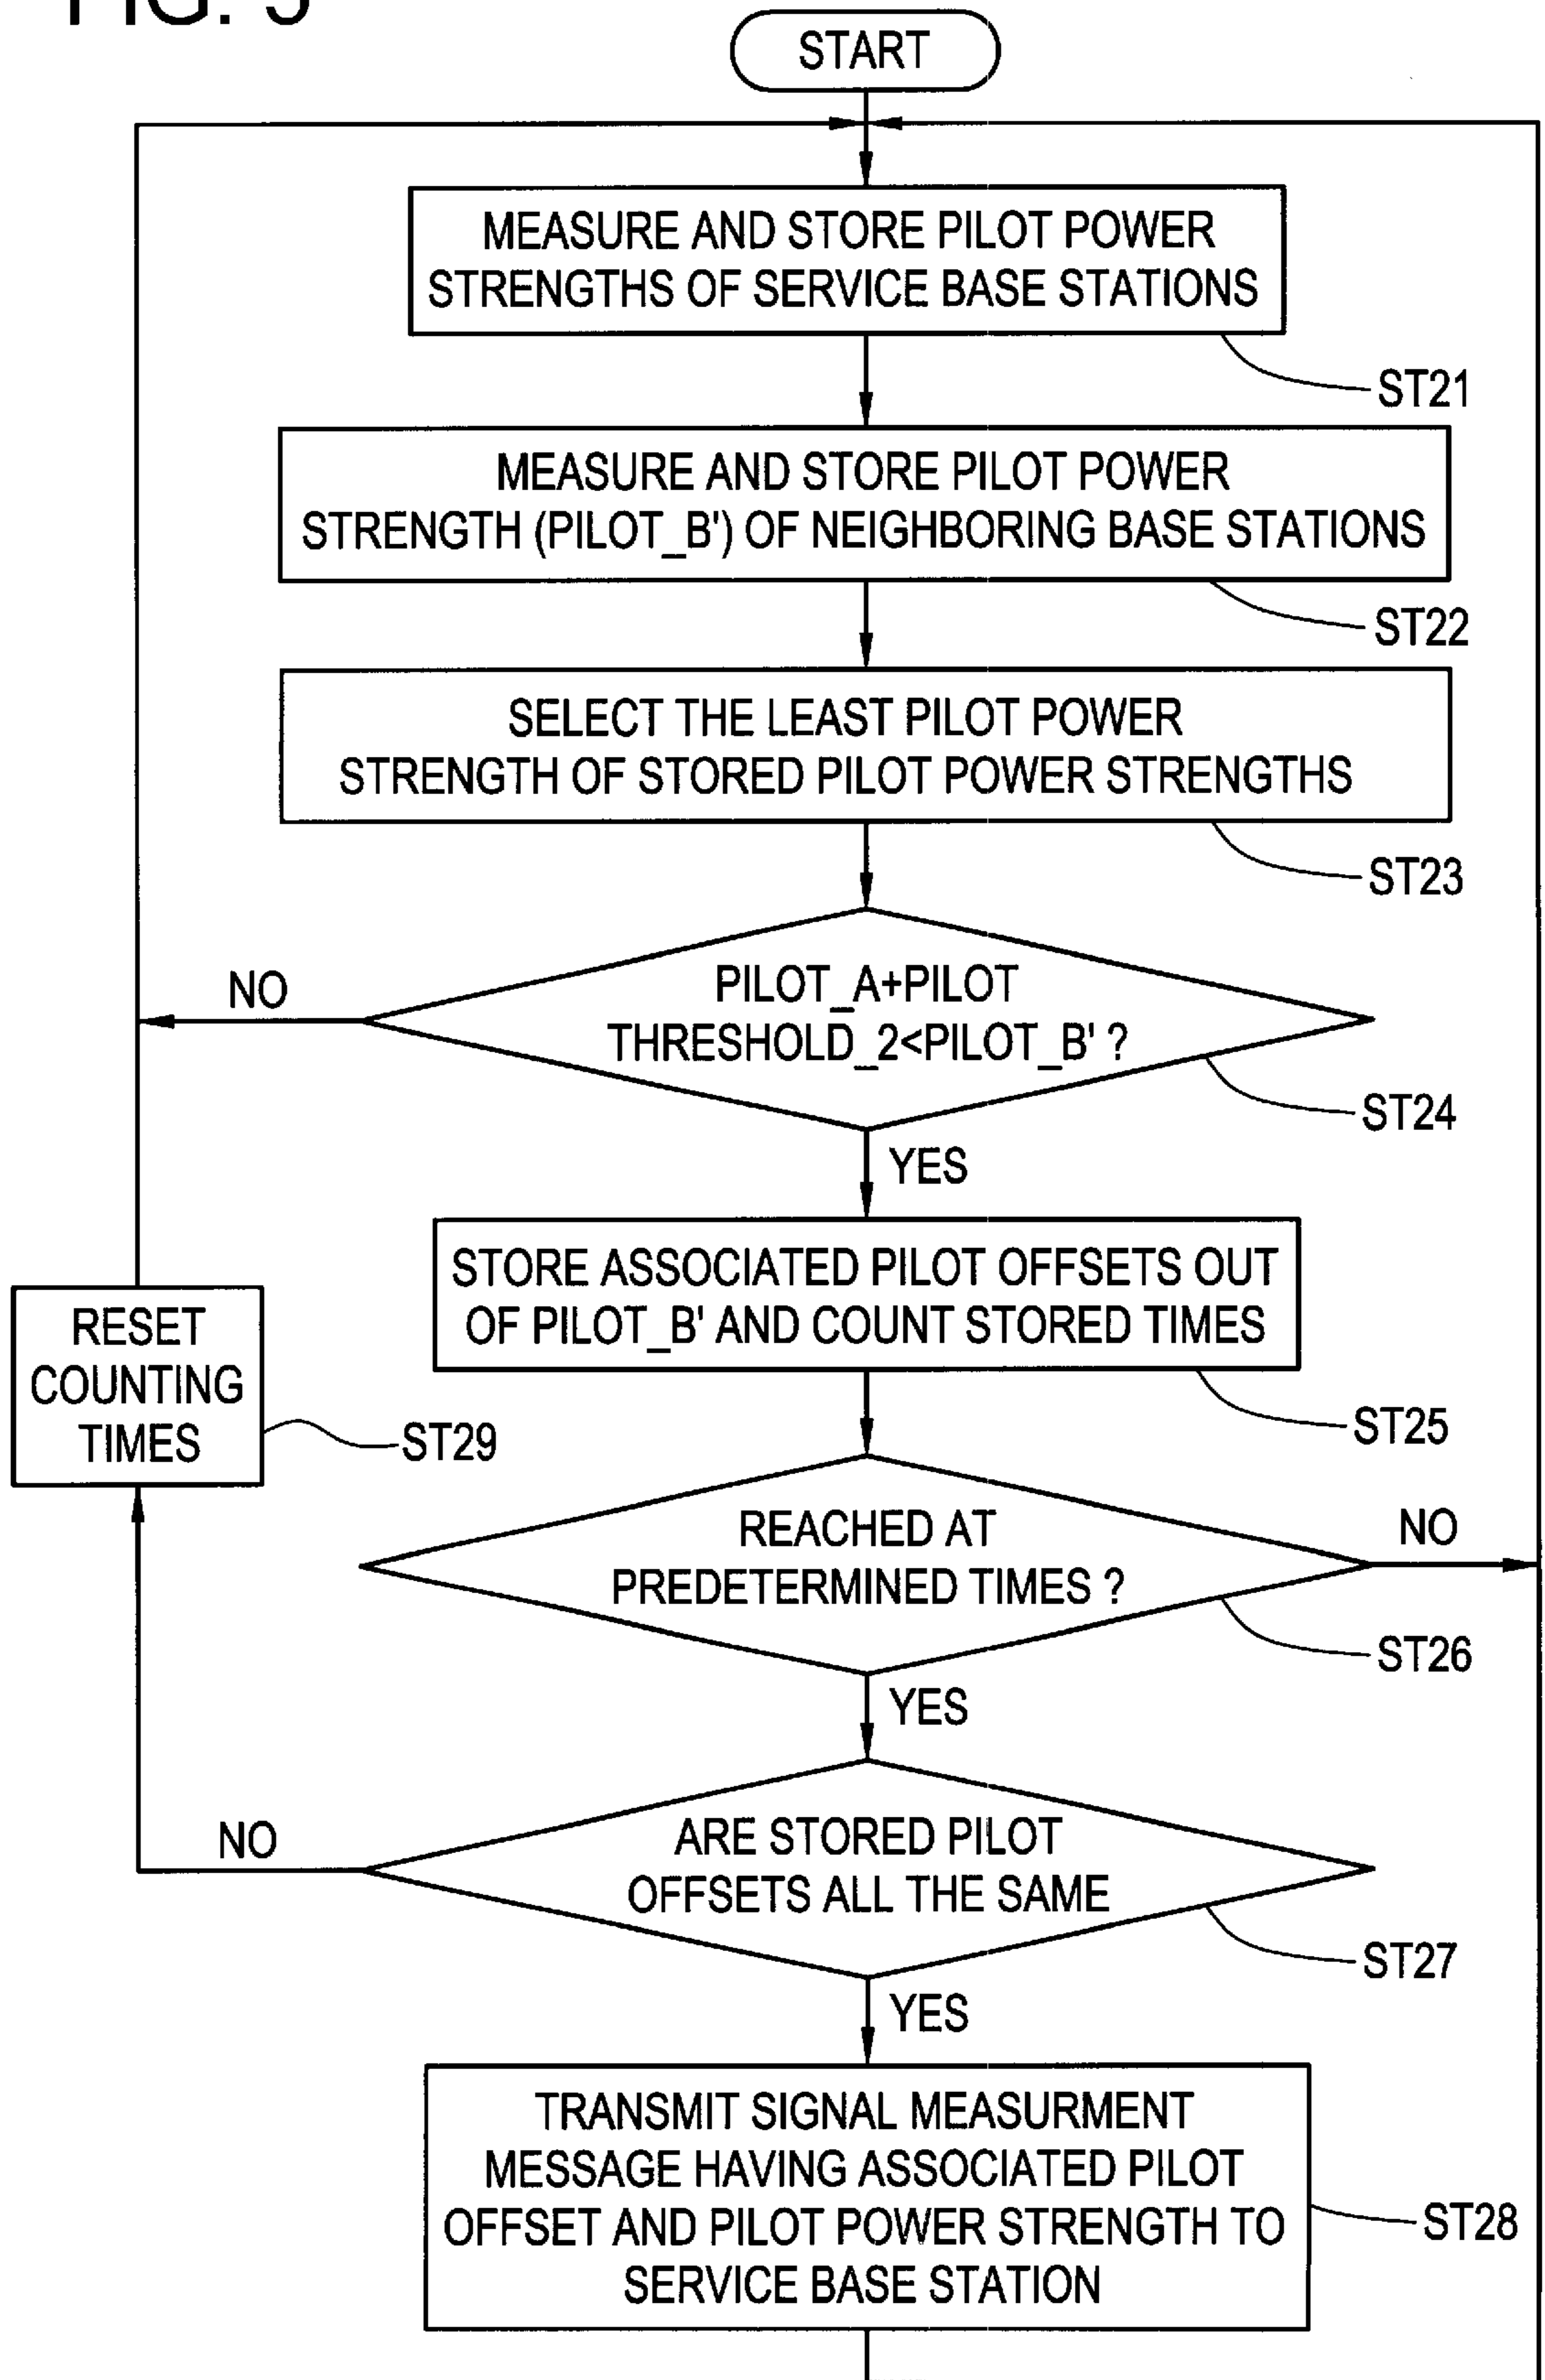 START
MEASURE AND STORE PILOT POWER
STRENGTHS OF SERVICE BASE STATIONS
ST21
MEASURE AND STORE PILOT POWER
STRENGTH (PILOT_B') OF NEIGHBORING BASE STATIONS
ST22
SELECT THE LEAST PILOT POWER
STRENGTH OF STORED PILOT POWER STRENGTHS
ST23
NO
PILOT_A+PILOT
THRESHOLD_2<PILOT_B' ?
ST24
YES
STORE ASSOCIATED PILOT OFFSETS OUT
OF PILOT_B' AND COUNT STORED TIMES
ST25
RESET
COUNTING
TIMES
ST29
REACHED AT
PREDETERMINED TIMES ?
NO
ST26
YES
NO
ARE STORED PILOT
OFFSETS ALL THE SAME
ST27
YES
TRANSMIT SIGNAL MEASURMENT
MESSAGE HAVING ASSOCIATED PILOT
OFFSET AND PILOT POWER STRENGTH TO
SERVICE BASE STATION
ST28